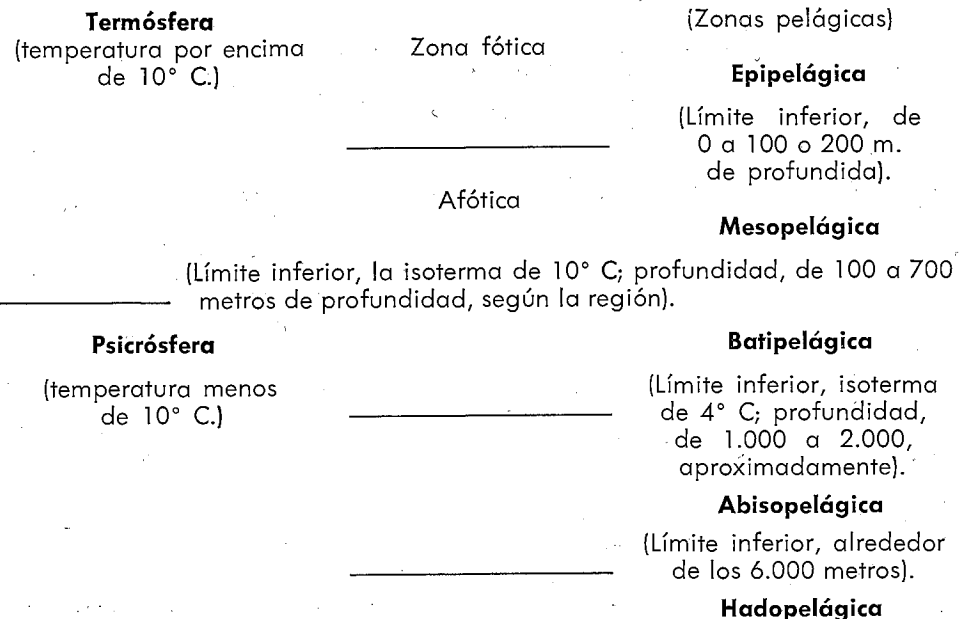 Termósfera
(temperatura por encima
de 10° C.)
Zona fótica
(Zonas pelágicas)
Epipelágica
(Límite inferior, de
0 a 100 o 200 m.
de profundida).
Afótica
Mesopelágica
(Límite inferior, la isoterma de 10° C; profundidad, de 100 a 700
metros de profundidad, según la región).
Psicrósfera
(temperatura menos
de 10° C.)
Batipelágica
(Límite inferior, isoterma
de 4° C; profundidad,
de 1.000 a 2.000,
aproximadamente).
Abisopelágica
(Límite inferior, alrededor
de los 6.000 metros).
Hadopelágica